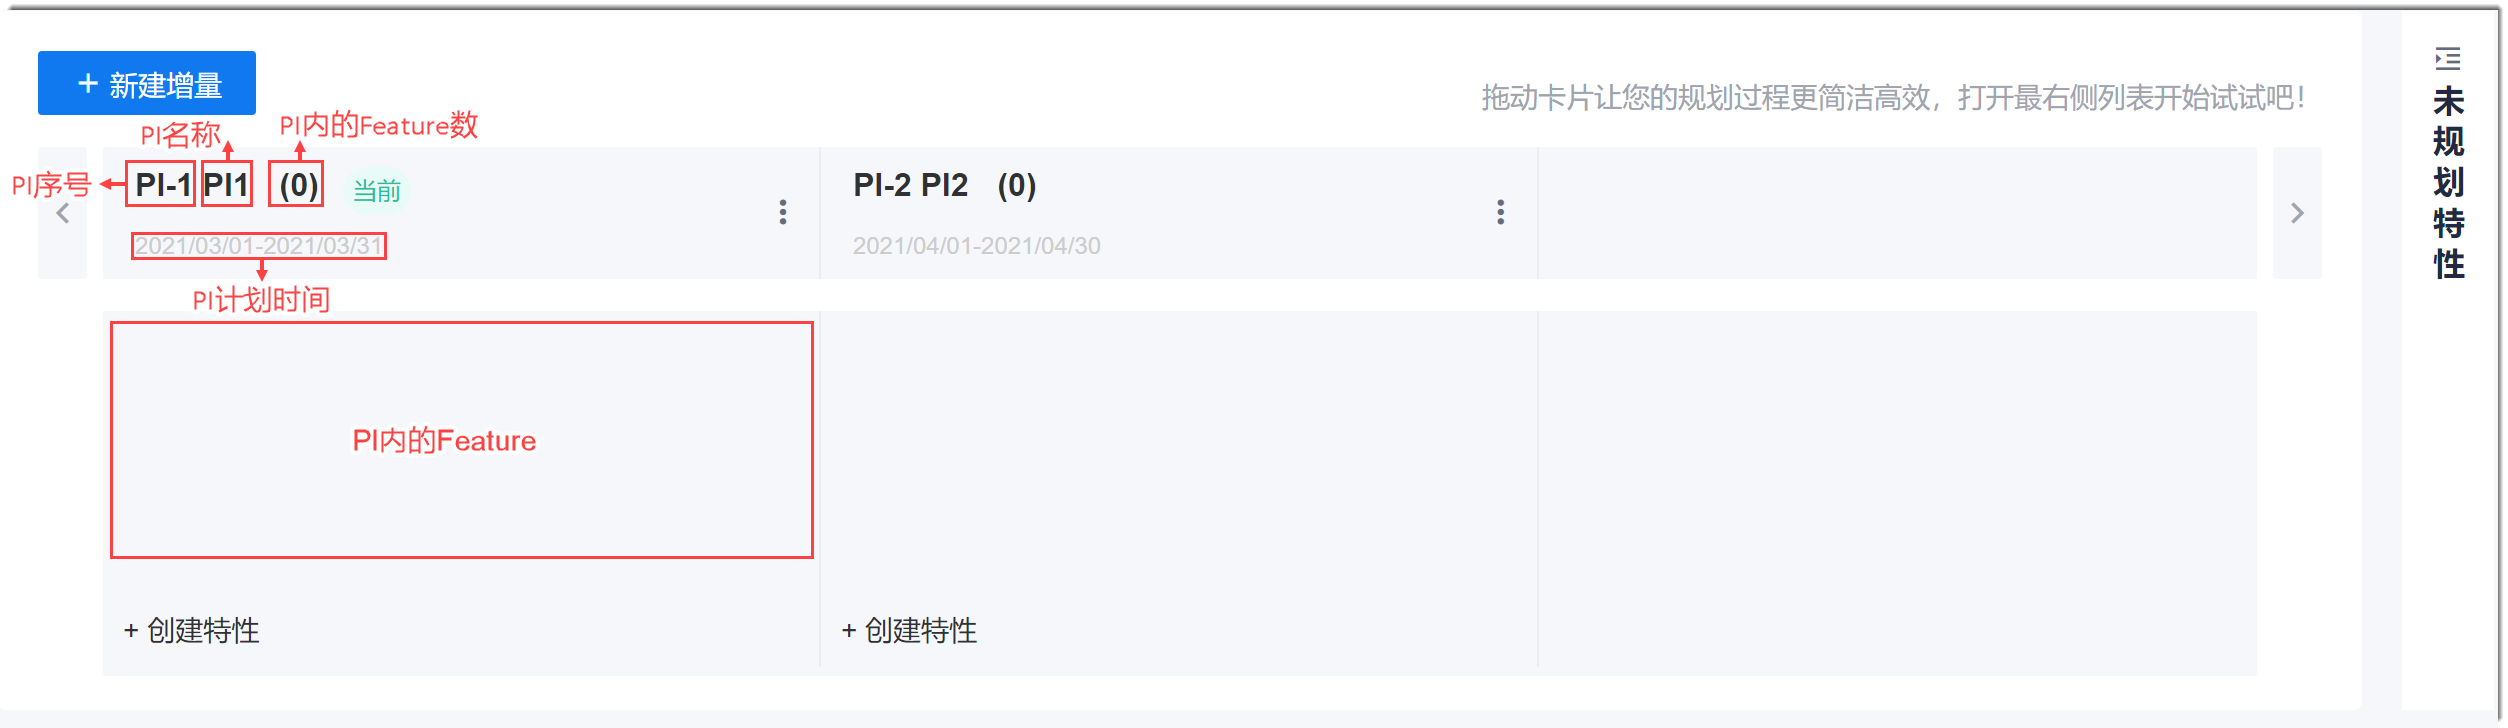 + 新建增量
拖动卡片让您的规划过程更简洁高效，打开最右侧列表开始试试吧！
PI名称
PI内的Feature数
PI序号
PI-1 PI1 (0) 当前
2021/03/01-2021/03/31
PI计划时间
PI-2 PI2 (0)
2021/04/01-2021/04/30
PI内的Feature
+ 创建特性
+ 创建特性
未规划特性